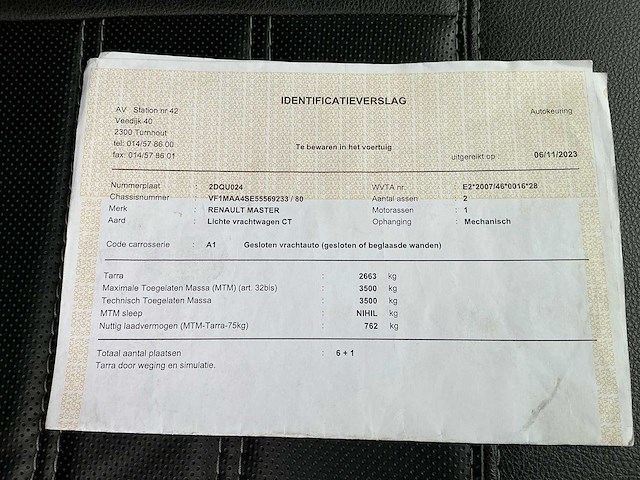 IDENTIFICATIEVERSLAG
AV Station nr 42
Veedijk 40
2300 Turnhout
tel: 014/57 86 00
fax: 014/57 86 01
Autokeuring
Te bewaren in het voertuig
uitgereikt op 06/11/2023
Nummerplaat : 2DQU024 WVTA nr. : E2*2007/46*0016*28
Chassisnummer : VF1MAA4SE55569233 / 80 Aantal assen : 2
Merk : RENAULT MASTER Motorassen : 1
Aard : Lichte vrachtwagen CT Ophanging : Mechanisch
Code carrosserie : A1 Gesloten vrachtauto (gesloten of beglaasde wanden)
Tarra : 2663 kg
Maximale Toegelaten Massa (MTM) (art. 32bis) : 3500 kg
Technisch Toegelaten Massa : 3500 kg
MTM sleep : NIHIL kg
Nuttig laadvermogen (MTM-Tarra-75kg) : 762 kg
Totaal aantal plaatsen : 6 + 1
Tarra door weging en simulatie.